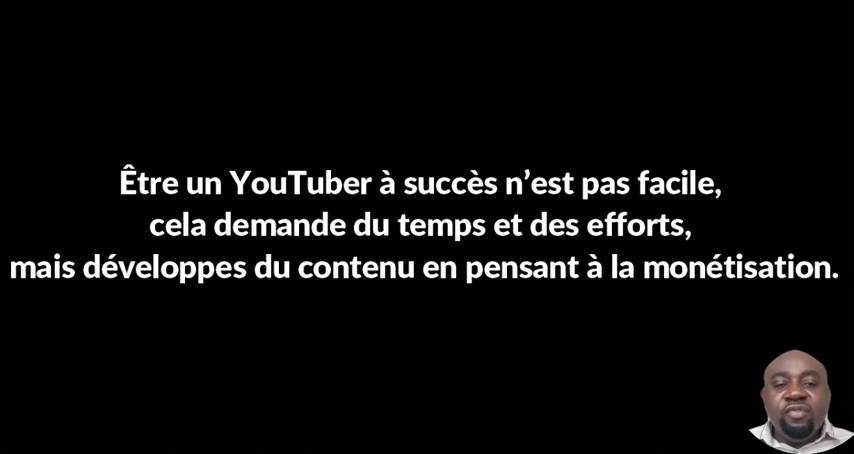 Être un YouTuber à succès n’est pas facile,
cela demande du temps et des efforts,
mais développes du contenu en pensant à la monétisation.